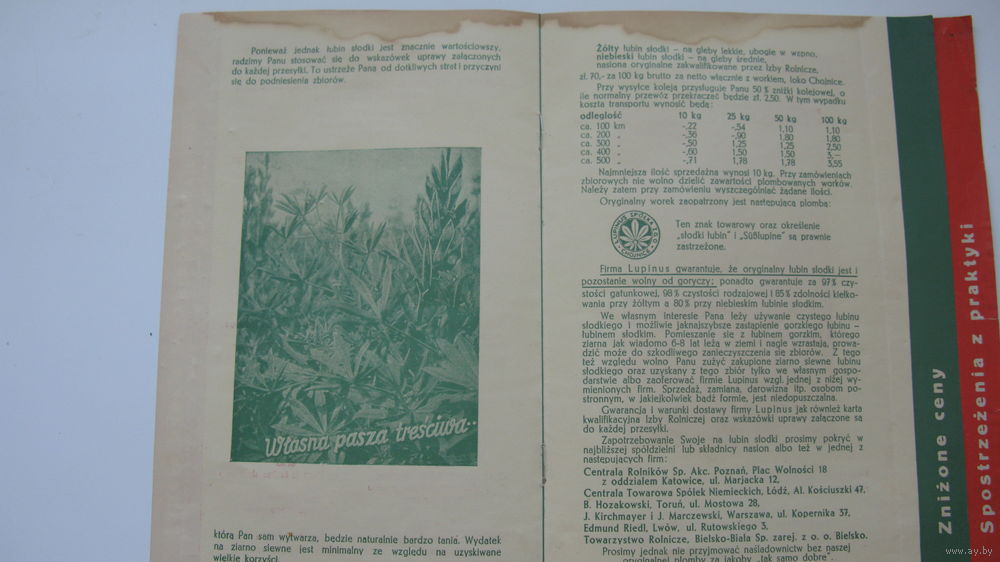 Ponieważ jednak łubin słodki jest znacznie wartościowszy,
radzimy Panu stosować się do wskazówek uprawy załączonych
do każdej przesyłki. To ustrzeże Pana od dotkliwych strat i przyczyni
się do podniesienia zbiorów.
Własna pasza treściwa..
którą Pan sam wytwarza, bedzie naturalnie bardzo tania. Wydatek
na ziarno siewne jest minimalny ze względu na uzyskiwane
wielkie korzyści.
Żółty łubin słodki – na gleby lekkie, ubogie w wapno,
niebieski łubin słodki – na gleby średnie,
nasiona oryginalne zakwalifikowane przez Izby Rolnicze,
zł. 70,- za 100 kg brutto za netto włącznie z workiem, loko Chojnice.
Przy wysyłce koleją przysługuje Panu 50% zniżki kolejowej, o
ile normalny przewóz przekraczać będzie zł. 2,50. W tym wypadku
koszta transportu wynosić będą:
odległość 10 kg 25 kg 50 kg 100 kg
ca. 100 km -,22 -,54 1,10 1,10
ca. 200 „ -,36 -,90 1,80 1,80
ca. 300 „ -,50 1,25 1,25 2,50
ca. 400 „ -,60 1,50 1,50 3,—
ca. 500 „ -,71 1,78 1,78 3,55
Najmniejsza ilość sprzedażna wynosi 10 kg. Przy zamówieniach
zbiorowych nie wolno dzielić zawartości plombowanych worków.
Należy zatem przy zamówieniu wyszczególniać żądane ilości.
Oryginalny worek zaopatrzony jest następującą plombą:
LUPINUS SPÓŁKA Z O.O.
CHOJNICE
Ten znak towarowy oraz określenie
„słodki łubin" i „Süßlupine" są prawnie
zastrzeżone.
Firma Lupinus gwarantuje, że oryginalny łubin słodki jest i
pozostanie wolny od goryczy; ponadto gwarantuje za 97% czy-
stości gatunkowej, 98% czystości rodzajowej i 85% zdolności kiełko-
wania przy żółtym a 80% przy niebieskim łubinie słodkim.
We własnym interesie Pana leży używanie czystego łubinu
słodkiego i możliwie jaknajszybsze zastąpienie gorzkiego łubinu –
łubinem słodkim. Pomieszanie się z łubinem gorzkim, którego
ziarna jak wiadomo 6-8 lat leżą w ziemi i nagle wzrastają, prowa-
dzić może do szkodliwego zanieczyszczenia się zbiorów. Z tego
też względu wolno Panu zużyć zakupione ziarno siewne łubinu
słodkiego oraz uzyskany z tego zbiór tylko we własnym gospo-
darstwie albo zaoferować firmie Lupinus wzgl. jednej z niżej wy-
mienionych firm. Sprzedaż, zamiana, darowizna itp. osobom po-
stronnym, w jakiejkolwiek bądź formie, jest niedopuszczalna.
Gwarancja i warunki dostawy firmy Lupinus jak również karta
kwalifikacyjna Izby Rolniczej oraz wskazówki uprawy załączone są
do każdej przesyłki.
Zapotrzebowanie Swoje na łubin słodki prosimy pokryć w
najbliższej spółdzielni lub składnicy nasion albo też w jednej z
następujących firm:
Centrala Rolników Sp. Akc. Poznań, Plac Wolności 18
z oddziałem Katowice, ul. Marjacka 12,
Centrala Towarowa Spółek Niemieckich, Łódź, Al. Kościuszki 47,
B. Hozakowski, Toruń, ul. Mostowa 28,
J. Kirchmayer i J. Marczewski, Warszawa, ul. Kopernika 37,
Edmund Riedl, Lwów, ul. Rutowskiego 3,
Towarzystwo Rolnicze, Bielsko-Biała Sp. zarej. z o. o. Bielsko.
Prosimy jednak nie przyjmować naśladownictw bez naszej
oryginalnej plomby za jakoby „tak samo dobre".
Zniżone ceny
Spostrzeżenia z praktyki
www.ay.by